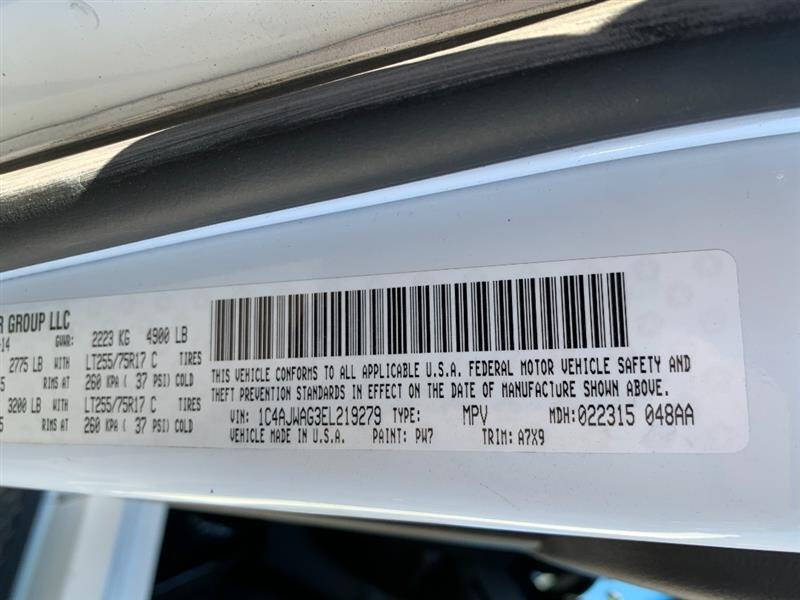 R GROUP LLC
-14 GVWR: 2223 KG 4900 LB
2775 LB WITH LT255/75R17 C TIRES
5 RIMS AT 260 KPA ( 37 PSI) COLD
3200 LB WITH LT255/75R17 C TIRES
5 RIMS AT 260 KPA ( 37 PSI) COLD
THIS VEHICLE CONFORMS TO ALL APPLICABLE U.S.A. FEDERAL MOTOR VEHICLE SAFETY AND
THEFT PREVENTION STANDARDS IN EFFECT ON THE DATE OF MANUFACTURE SHOWN ABOVE.
VIN: 1C4AJWAG3EL219279 TYPE: MPV MDH:022315 048AA
VEHICLE MADE IN U.S.A. PAINT: PW7 TRIM: A7X9